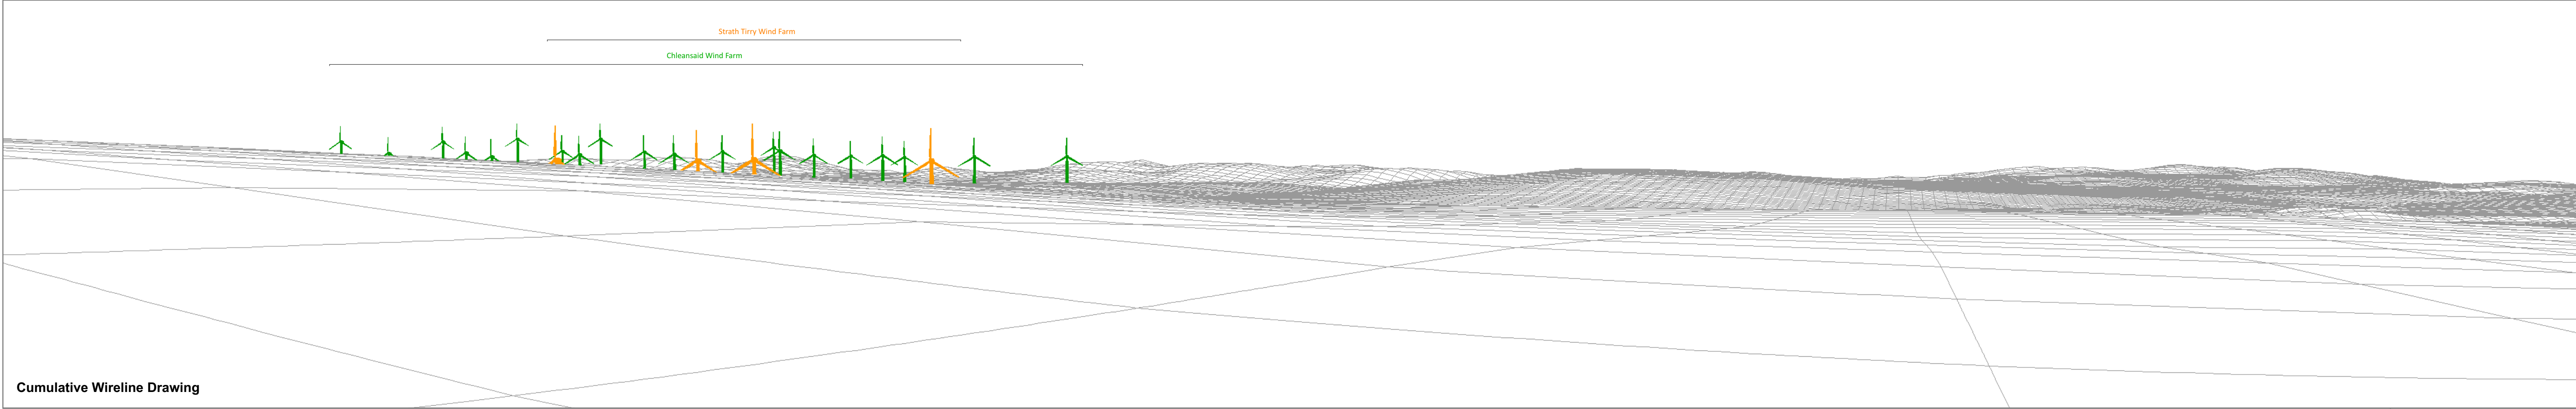 Strath Tirry Wind Farm
Chleansaid Wind Farm
Cumulative Wireline Drawing